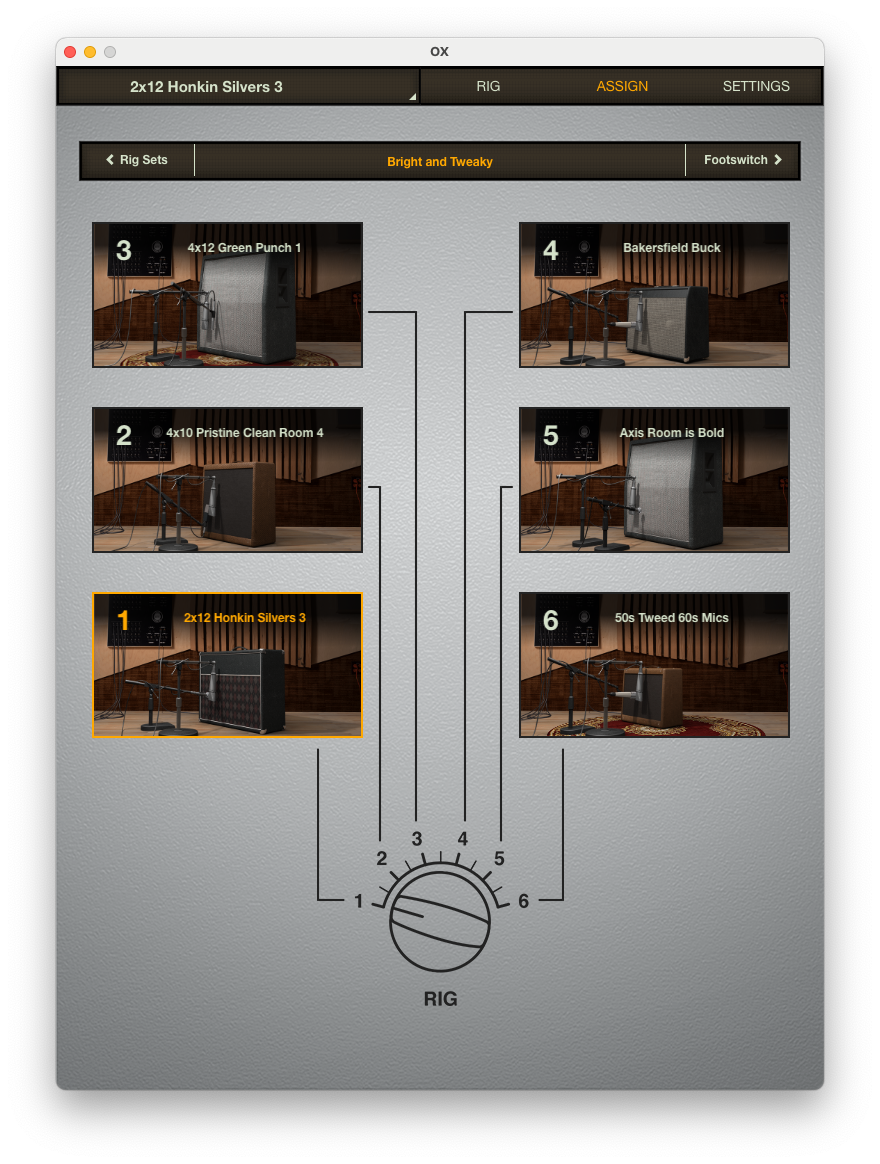 OX
2x12 Honkin Silvers 3
RIG
ASSIGN
SETTINGS
Rig Sets
Bright and Tweaky
Footswitch
3
4x12 Green Punch 1
4
Bakersfield Buck
2
4x10 Pristine Clean Room 4
5
Axis Room is Bold
1
2x12 Honkin Silvers 3
6
50s Tweed 60s Mics
3
4
2
5
1
6
RIG